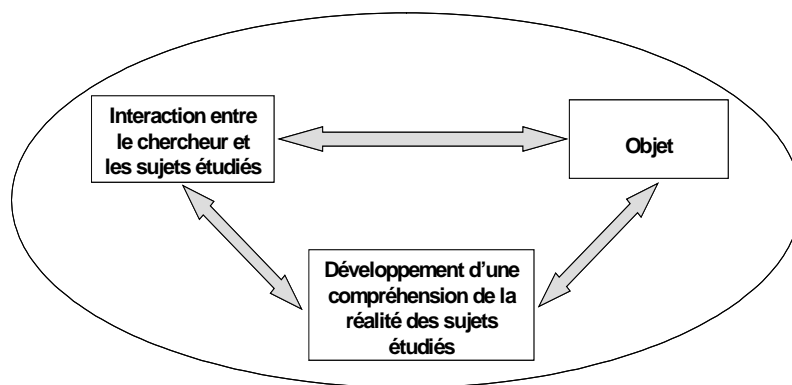 Interaction entre
le chercheur et
les sujets étudiés
Objet
Développement d'une
compréhension de la
réalité des sujets
étudiés